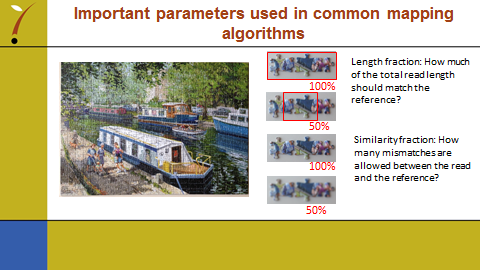 Important parameters used in common mapping
algorithms
100%
50%
100%
50%
Length fraction: How much
of the total read length
should match the
reference?
Similarity fraction: How
many mismatches are
allowed between the read
and the reference?